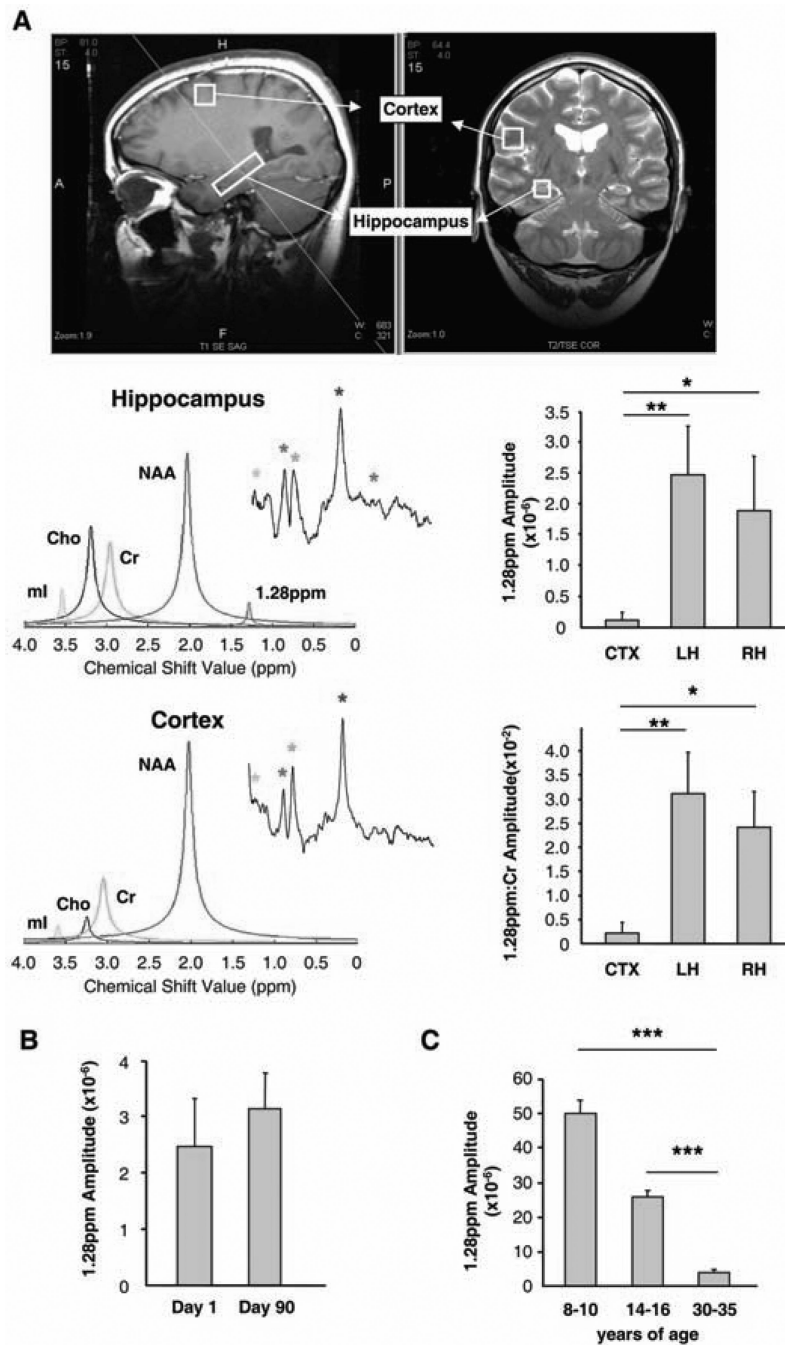 A
BP: 81.0
ST: 4.0
15
H
BP: 64.4
ST: 4.0
15
Cortex
A
P
Hippocampus
Zoom:1.9
F
W: 683
C: 321
T1 SE SAG
Zoom:1.0
T2/TSE COR
W:
C:
Hippocampus
*
* * *
*
NAA
Cho
Cr
mI
1.28ppm
4.0 3.5 3.0 2.5 2.0 1.5 1.0 0.5 0
Chemical Shift Value (ppm)
*
**
1.28ppm Amplitude
(x10-6)
3.5
3.0
2.5
2.0
1.5
1.0
0.5
0
CTX LH RH
Cortex
*
* * *
NAA
Cho
Cr
mI
4.0 3.5 3.0 2.5 2.0 1.5 1.0 0.5 0
Chemical Shift Value (ppm)
*
**
1.28ppm:Cr Amplitude(x10-2)
4.0
3.5
3.0
2.5
2.0
1.5
1.0
0.5
0
CTX LH RH
B
1.28ppm Amplitude (x10-6)
4
3
2
1
0
Day 1 Day 90
C
***
***
1.28ppm Amplitude
(x10-6)
60
50
40
30
20
10
0
8-10 14-16 30-35
years of age